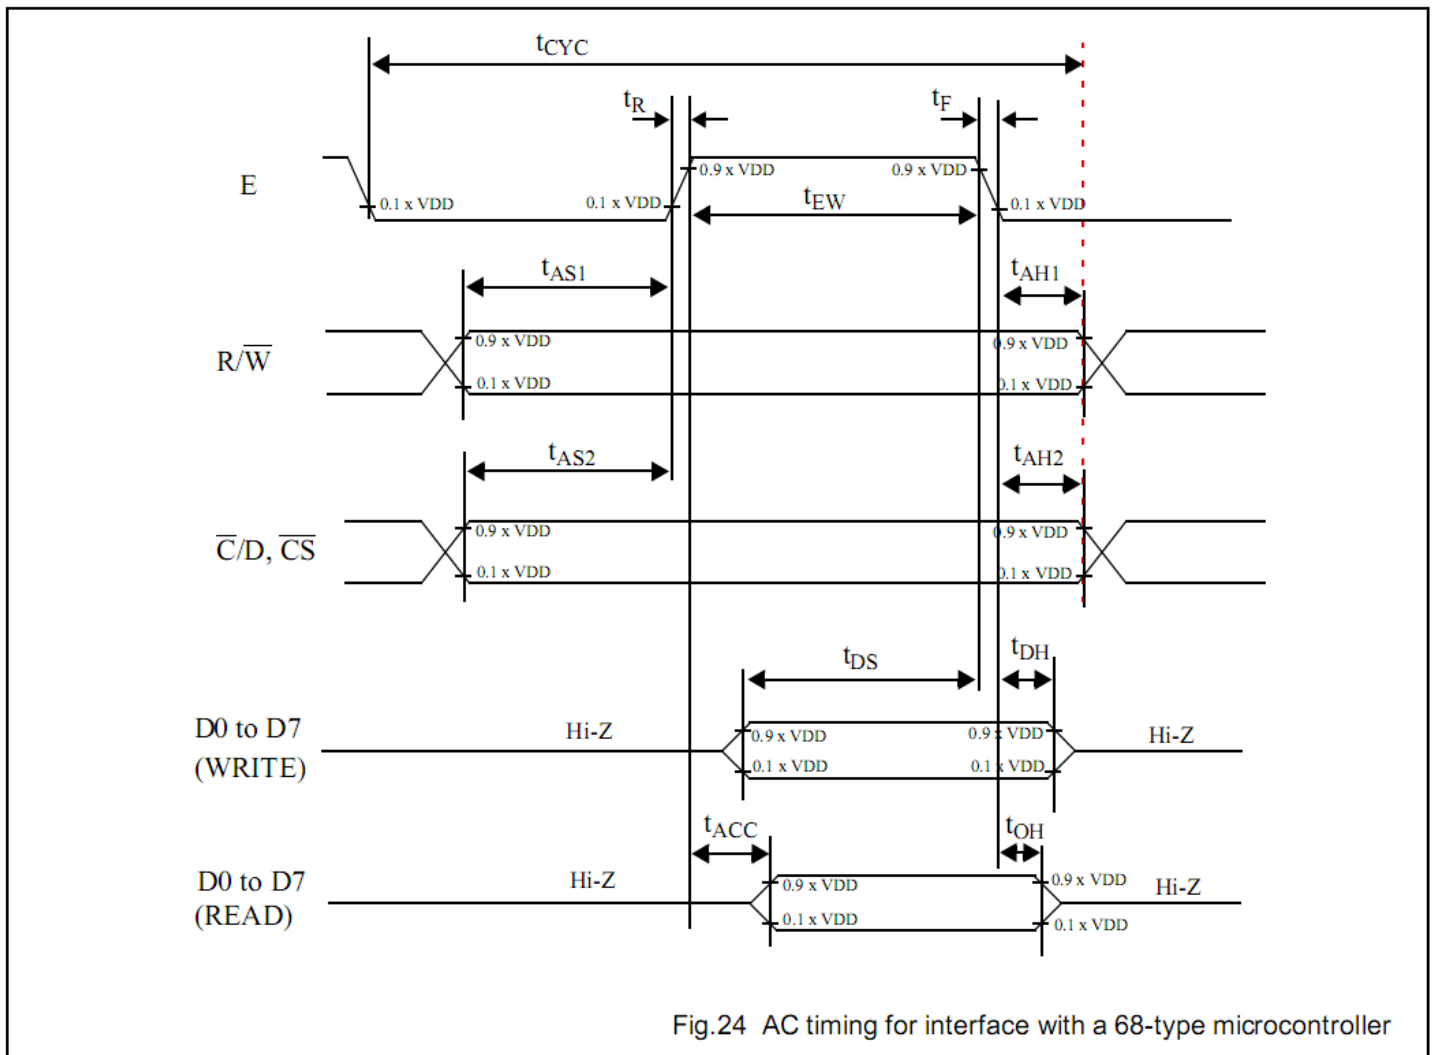 tCYC
tR
tF
E
0.9 x VDD
0.9 x VDD
0.1 x VDD
0.1 x VDD
tEW
0.1 x VDD
tAS1
tAH1
R/W̅
0.9 x VDD
0.9 x VDD
0.1 x VDD
0.1 x VDD
tAS2
tAH2
C̅/D, C̅S̅
0.9 x VDD
0.9 x VDD
0.1 x VDD
0.1 x VDD
tDS
tDH
D0 to D7
(WRITE)
Hi-Z
0.9 x VDD
0.9 x VDD
Hi-Z
0.1 x VDD
0.1 x VDD
tACC
tOH
D0 to D7
(READ)
Hi-Z
0.9 x VDD
0.9 x VDD
Hi-Z
0.1 x VDD
0.1 x VDD
Fig.24 AC timing for interface with a 68-type microcontroller